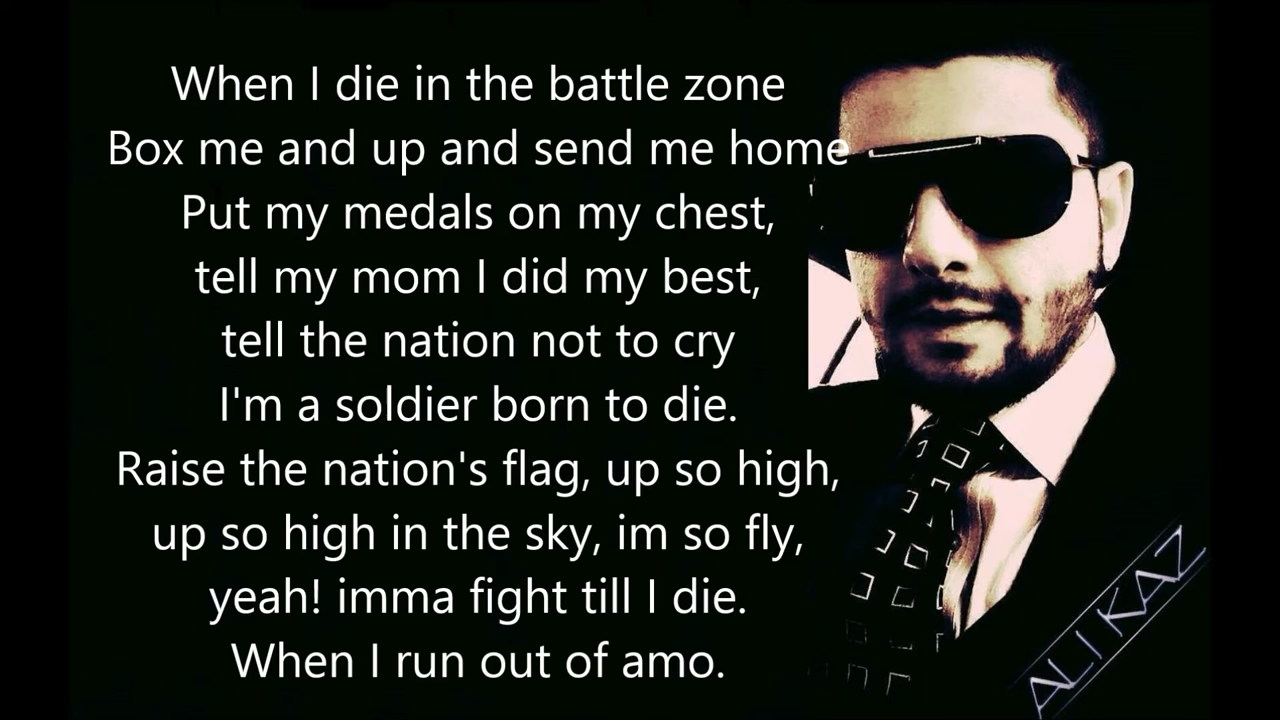 When I die in the battle zone
Box me and up and send me home
Put my medals on my chest,
tell my mom I did my best,
tell the nation not to cry
I'm a soldier born to die.
Raise the nation's flag, up so high,
up so high in the sky, im so fly,
yeah! imma fight till I die.
When I run out of amo.
ALI KAZ